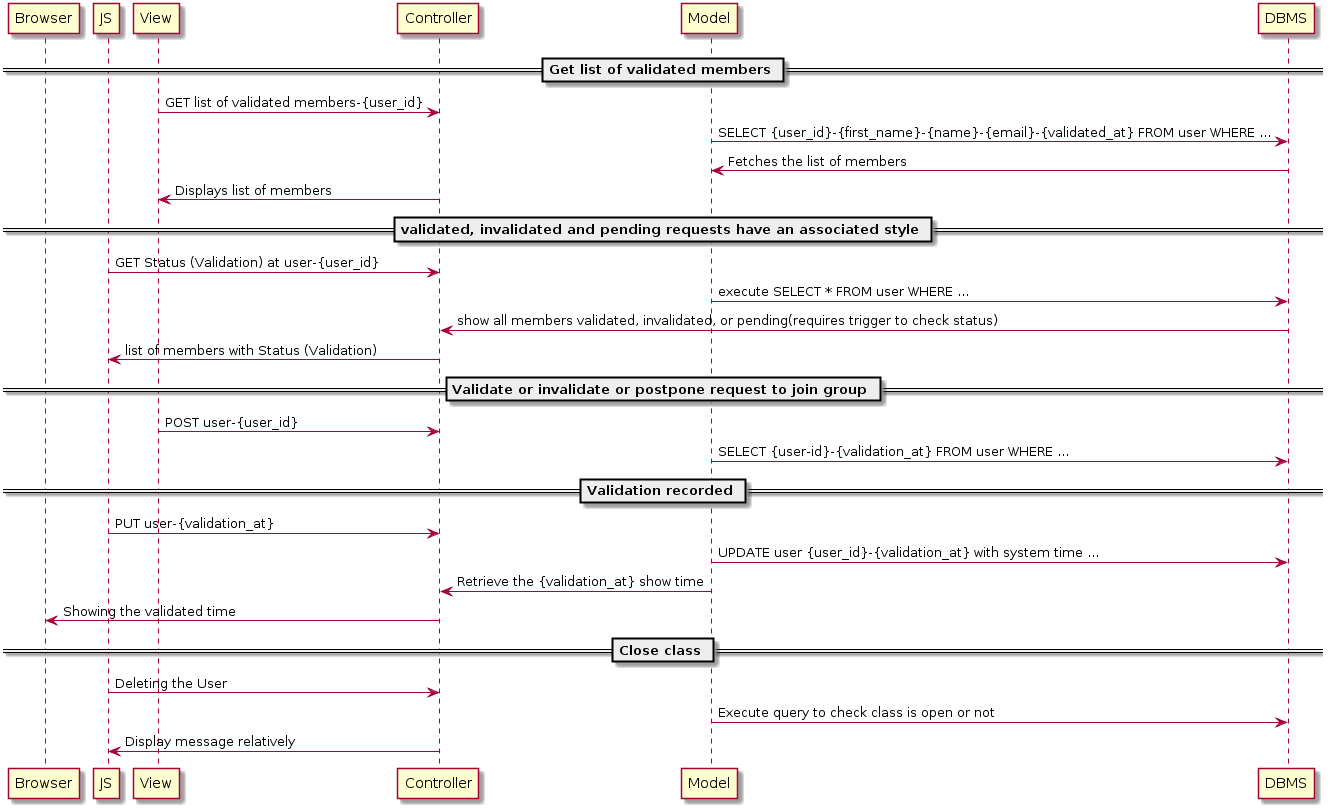 Browser JS View Controller Model DBMS
Get list of validated members
GET list of validated members-{user_id}
SELECT {user_id}-{first_name}-{name}-{email}-{validated_at} FROM user WHERE ...
Fetches the list of members
Displays list of members
validated, invalidated and pending requests have an associated style
GET Status (Validation) at user-{user_id}
execute SELECT * FROM user WHERE ...
show all members validated, invalidated, or pending(requires trigger to check status)
list of members with Status (Validation)
Validate or invalidate or postpone request to join group
POST user-{user_id}
SELECT {user-id}-{validation_at} FROM user WHERE ...
Validation recorded
PUT user-{validation_at}
UPDATE user {user_id}-{validation_at} with system time ...
Retrieve the {validation_at} show time
Showing the validated time
Close class
Deleting the User
Execute query to check class is open or not
Display message relatively
Browser JS View Controller Model DBMS